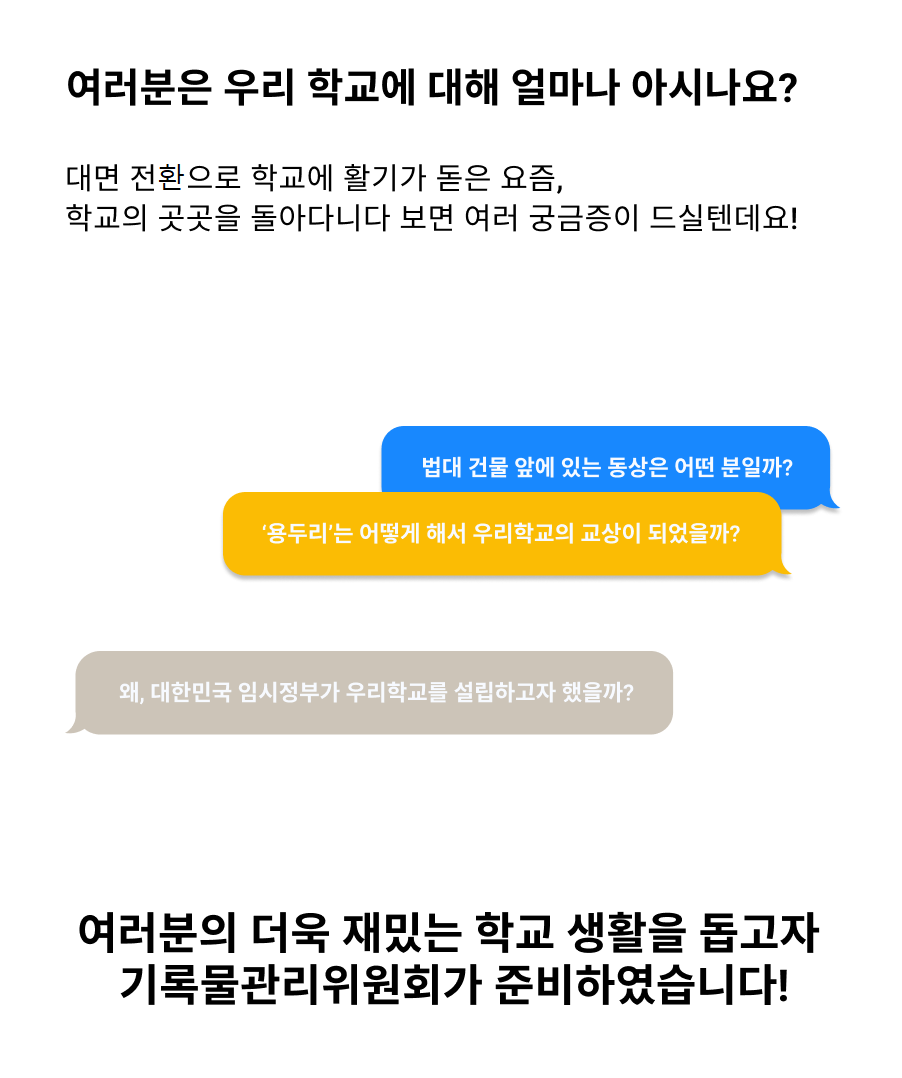 여러분은 우리 학교에 대해 얼마나 아시나요?
대면 전환으로 학교에 활기가 돋은 요즘,
학교의 곳곳을 돌아다니다 보면 여러 궁금증이 드실텐데요!
법대 건물 앞에 있는 동상은 어떤 분일까?
‘용두리’는 어떻게 해서 우리학교의 교상이 되었을까?
왜, 대한민국 임시정부가 우리학교를 설립하고자 했을까?
여러분의 더욱 재밌는 학교 생활을 돕고자
기록물관리위원회가 준비하였습니다!